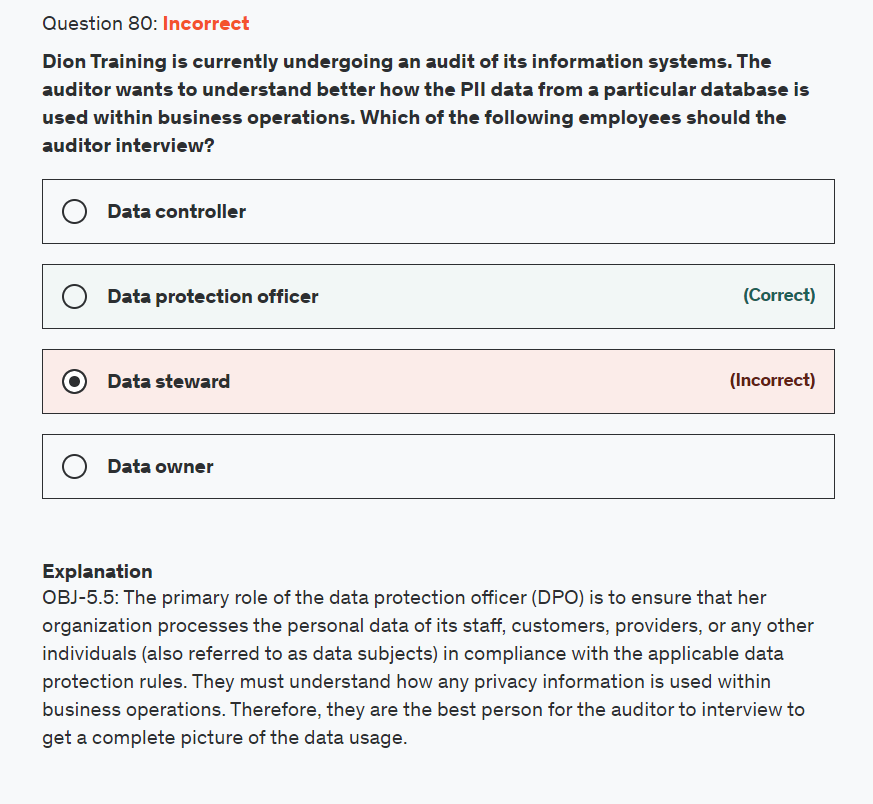 Question 80: Incorrect
Dion Training is currently undergoing an audit of its information systems. The
auditor wants to understand better how the PII data from a particular database is
used within business operations. Which of the following employees should the
auditor interview?
Data controller
Data protection officer (Correct)
Data steward (Incorrect)
Data owner
Explanation
OBJ-5.5: The primary role of the data protection officer (DPO) is to ensure that her
organization processes the personal data of its staff, customers, providers, or any other
individuals (also referred to as data subjects) in compliance with the applicable data
protection rules. They must understand how any privacy information is used within
business operations. Therefore, they are the best person for the auditor to interview to
get a complete picture of the data usage.